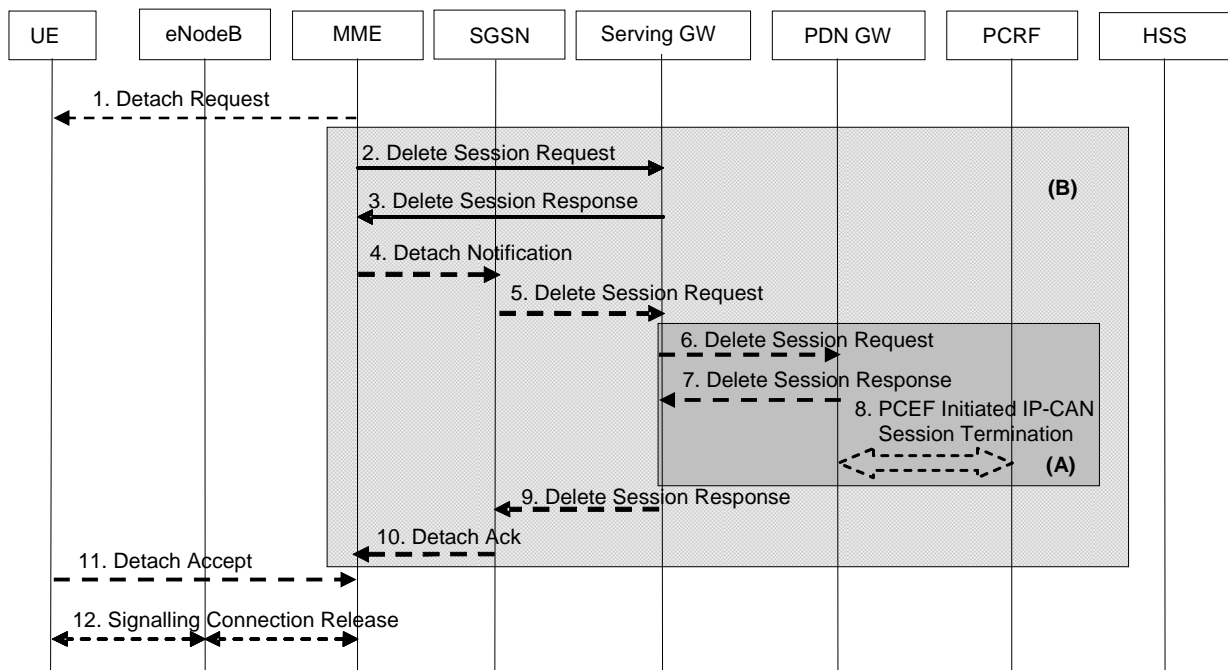 UE
eNodeB
MME
SGSN
Serving GW
PDN GW
PCRF
HSS
1. Detach Request
2. Delete Session Request
(B)
3. Delete Session Response
4. Detach Notification
5. Delete Session Request
6. Delete Session Request
7. Delete Session Response
8. PCEF Initiated IP-CAN
Session Termination
(A)
9. Delete Session Response
10. Detach Ack
11. Detach Accept
12. Signalling Connection Release